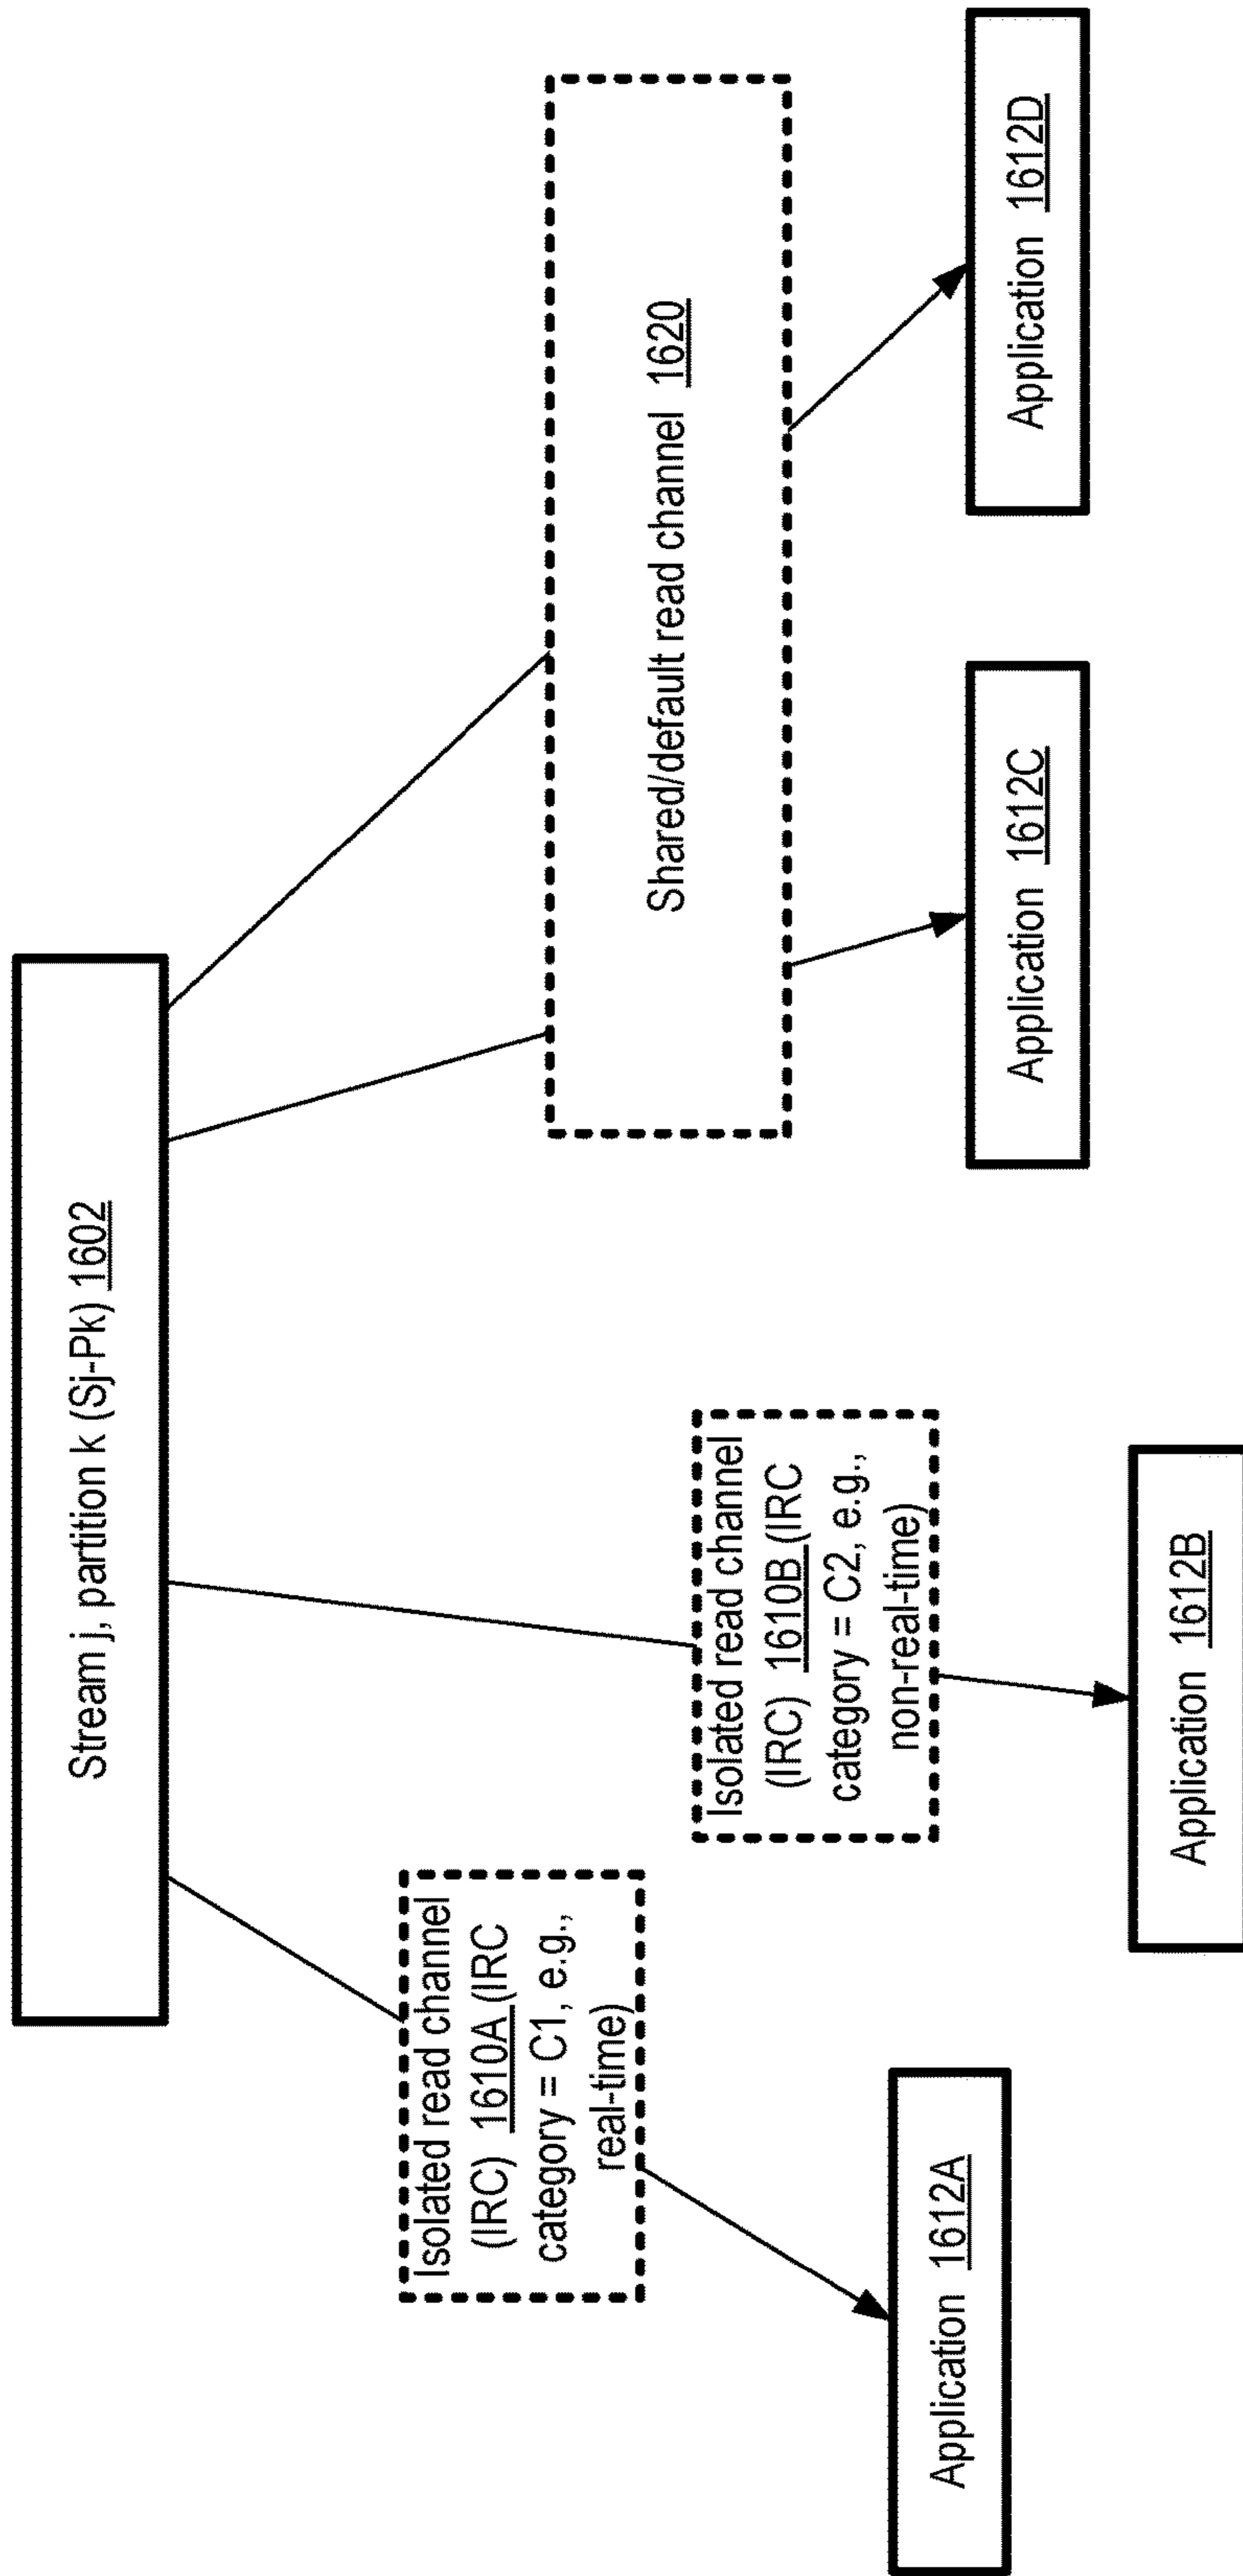 Stream j, partition k (Sj-Pk) 1602
Isolated read channel
(IRC) 1610A (IRC
category = C1, e.g.,
real-time)
Isolated read channel
(IRC) 1610B (IRC
category = C2, e.g.,
non-real-time)
Shared/default read channel 1620
Application 1612A
Application 1612B
Application 1612C
Application 1612D